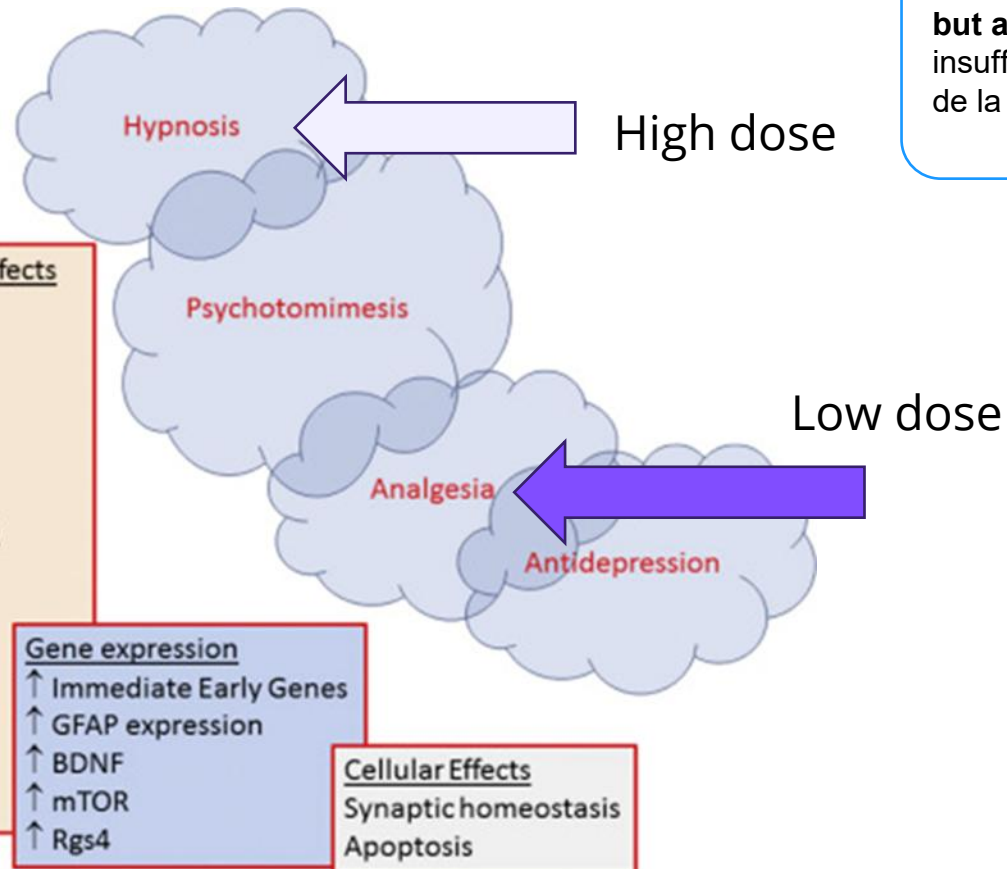 but a
insuff
de la
Hypnosis
High dose
fects
Psychotomimesis
Low dose
Analgesia
Antidepression
Gene expression
↑ Immediate Early Genes
↑ GFAP expression
↑ BDNF
↑ mTOR
↑ Rgs4
Cellular Effects
Synaptic homeostasis
Apoptosis